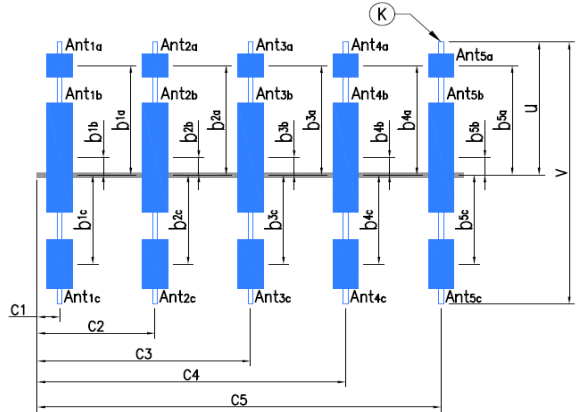 K
Ant1a Ant2a Ant3a Ant4a Ant5a
Ant1b Ant2b Ant3b Ant4b Ant5b
b1b b1a b2b b2a b3b b3a b4b b4a b5b b5a u
v
b1c b2c b3c b4c b5c
Ant1c Ant2c Ant3c Ant4c Ant5c
c1
c2
c3
c4
c5